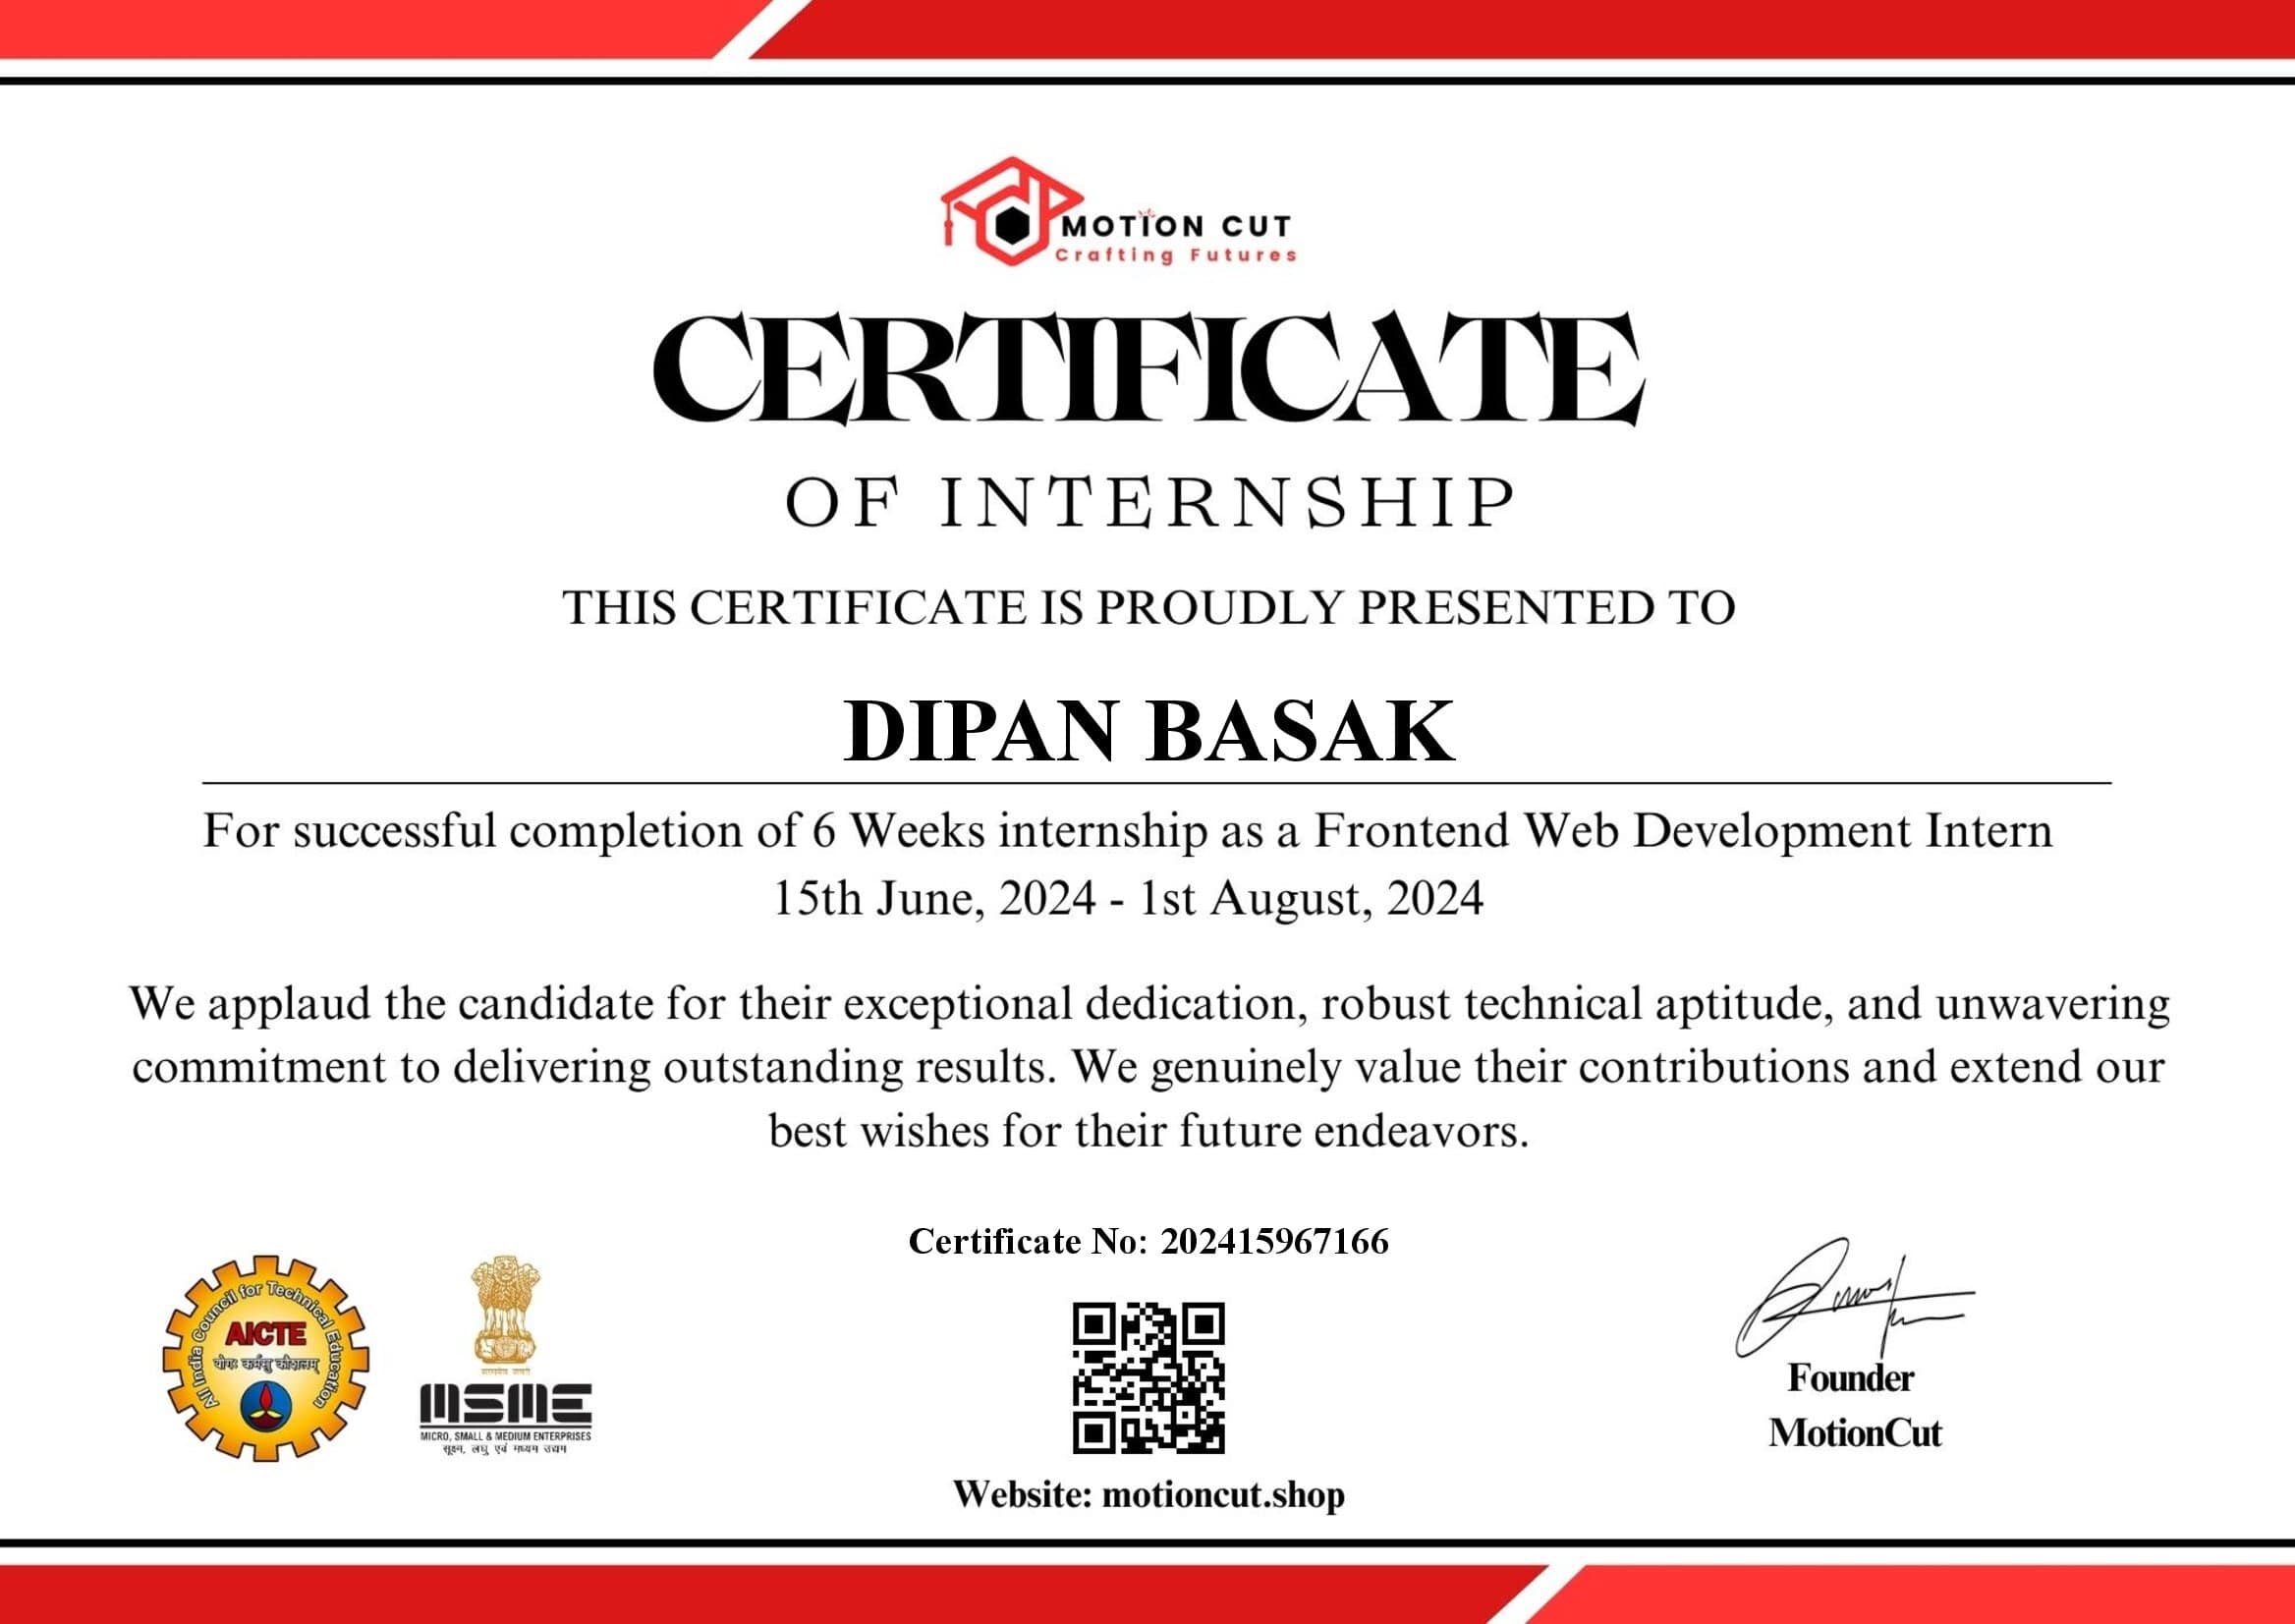 MOTION CUT
Crafting Futures
CERTIFICATE
OF INTERNSHIP
THIS CERTIFICATE IS PROUDLY PRESENTED TO
DIPAN BASAK
For successful completion of 6 Weeks internship as a Frontend Web Development Intern
15th June, 2024 - 1st August, 2024
We applaud the candidate for their exceptional dedication, robust technical aptitude, and unwavering
commitment to delivering outstanding results. We genuinely value their contributions and extend our
best wishes for their future endeavors.
Certificate No: 202415967166
All India Council for Technical Education
AICTE
योगः कर्मसु कौशलम्
सत्यमेव जयते
MSME
MICRO, SMALL & MEDIUM ENTERPRISES
सूक्ष्म, लघु एवं मध्यम उद्यम
Founder
MotionCut
Website: motioncut.shop